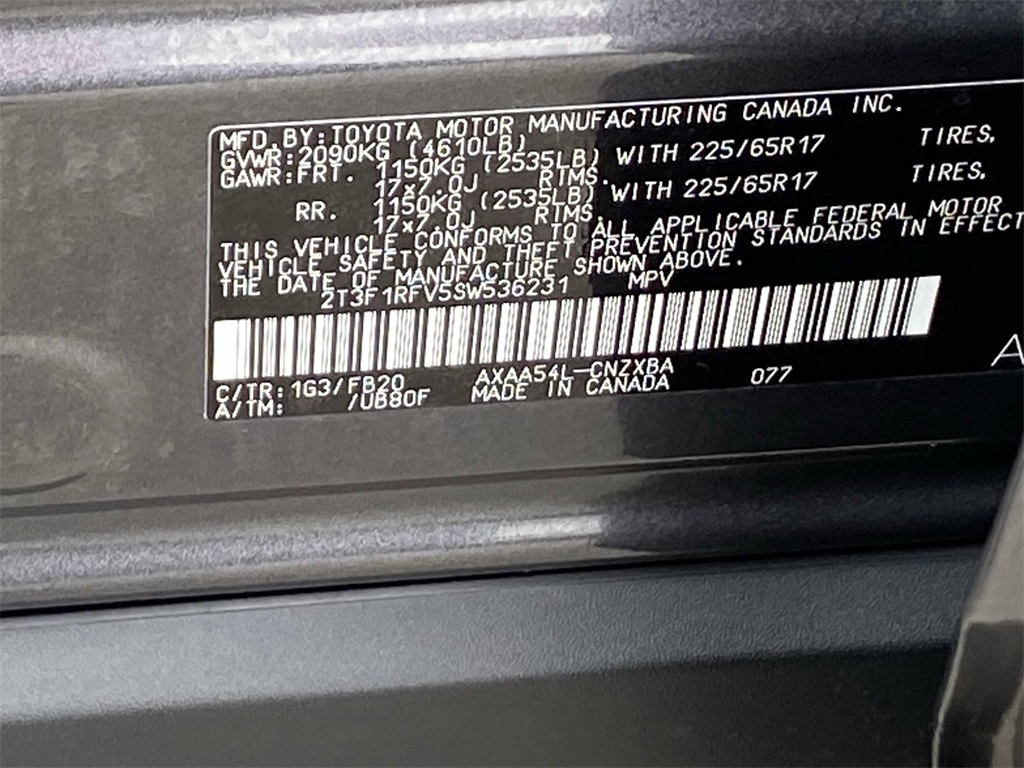 MFD.BY:TOYOTA MOTOR MANUFACTURING CANADA INC.
GVWR:2090KG (4610LB)
GAWR:FRT. 1150KG (2535LB) WITH 225/65R17 TIRES,
17x7.0J RIMS.
RR. 1150KG (2535LB) WITH 225/65R17 TIRES,
17x7.0J RIMS.
THIS VEHICLE CONFORMS TO ALL APPLICABLE FEDERAL MOTOR
VEHICLE SAFETY AND THEFT PREVENTION STANDARDS IN EFFECT
THE DATE OF MANUFACTURE SHOWN ABOVE.
2T3F1RFV5SW536231 MPV
C/TR:1G3/FB20 AXAA54L-CNZXBA 077
A/TM: /UB80F MADE IN CANADA
A